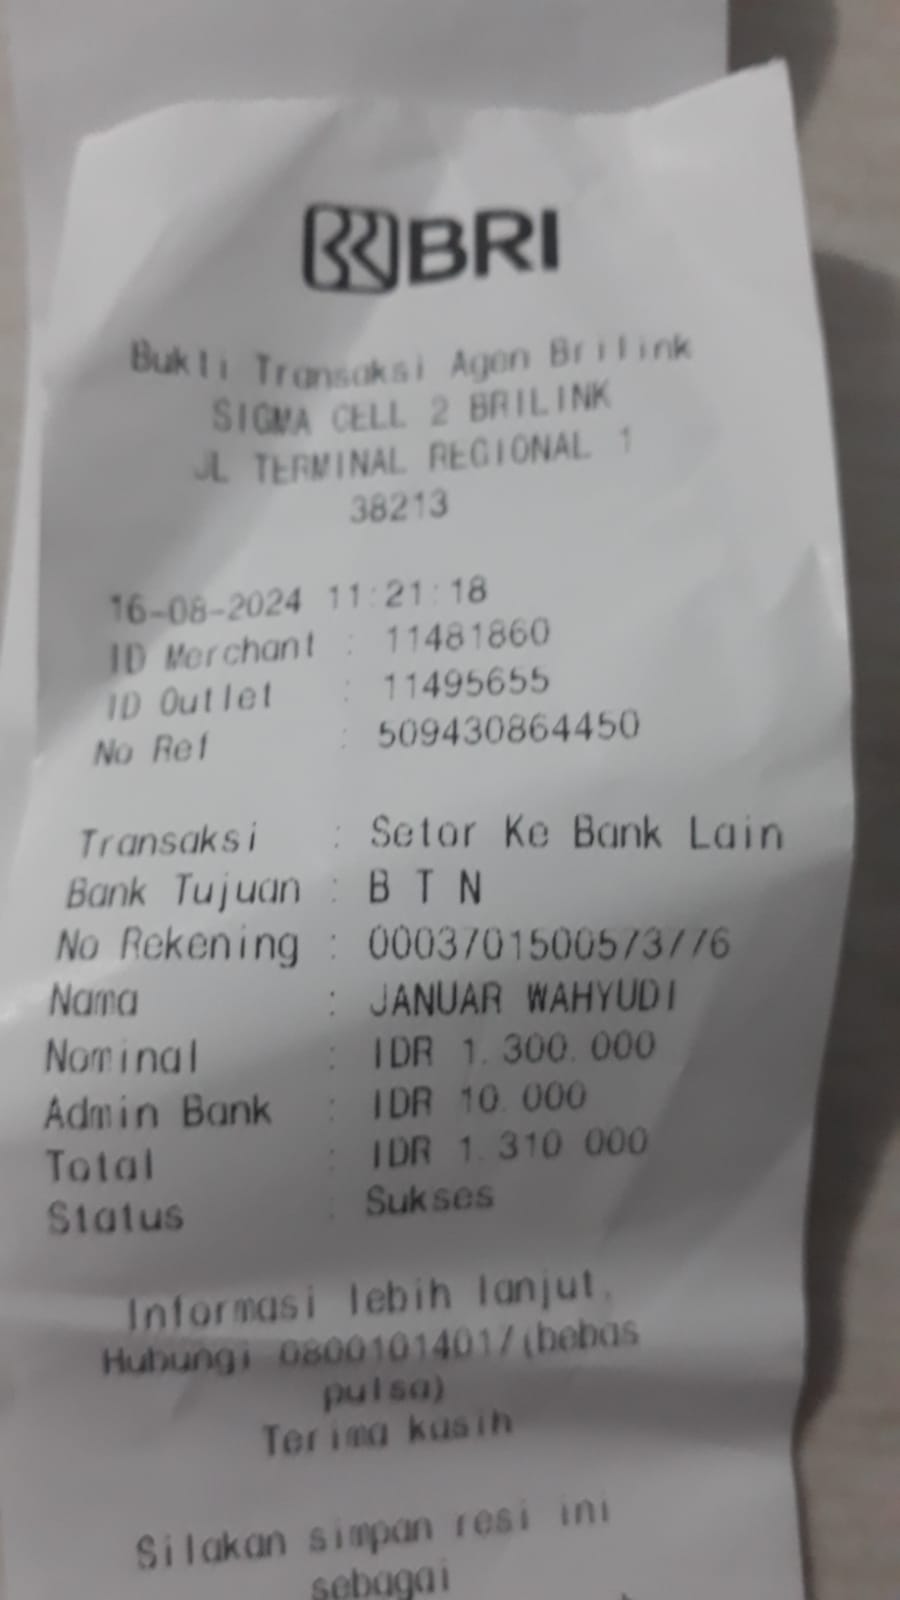 BRI
Bukti Transaksi Agen Brilink
SIGMA CELL 2 BRILINK
JL TERMINAL REGIONAL 1
38213
16-08-2024 11:21:18
ID Merchant : 11481860
ID Outlet : 11495655
No Ref : 509430864450
Transaksi : Setor Ke Bank Lain
Bank Tujuan : B T N
No Rekening : 0003701500573776
Nama : JANUAR WAHYUDI
Nominal : IDR 1.300.000
Admin Bank : IDR 10.000
Total : IDR 1.310.000
Status : Sukses
Informasi lebih lanjut,
Hubungi 08001014017(bebas
pulsa)
Terima kasih
Silakan simpan resi ini
sebagai